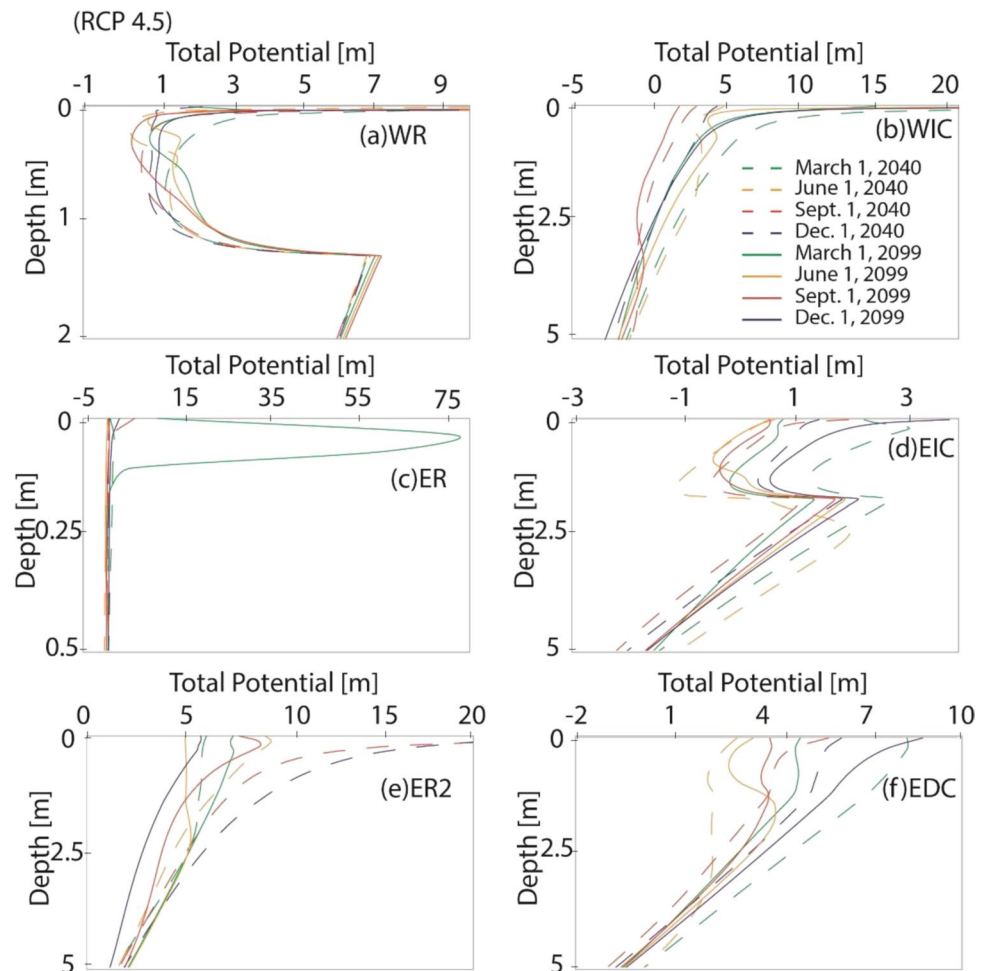 (RCP 4.5)
Total Potential [m]
-1 1 3 5 7 9
0
1
2
Depth [m]
(a)WR
Total Potential [m]
-5 0 5 10 15 20
0
2.5
5
Depth [m]
(b)WIC
March 1, 2040
June 1, 2040
Sept. 1, 2040
Dec. 1, 2040
March 1, 2099
June 1, 2099
Sept. 1, 2099
Dec. 1, 2099
Total Potential [m]
-5 15 35 55 75
0
0.25
0.5
Depth [m]
(c)ER
Total Potential [m]
-3 -1 1 3
0
2.5
5
Depth [m]
(d)EIC
Total Potential [m]
0 5 10 15 20
0
2.5
5
Depth [m]
(e)ER2
Total Potential [m]
-2 1 4 7 10
0
2.5
5
Depth [m]
(f)EDC